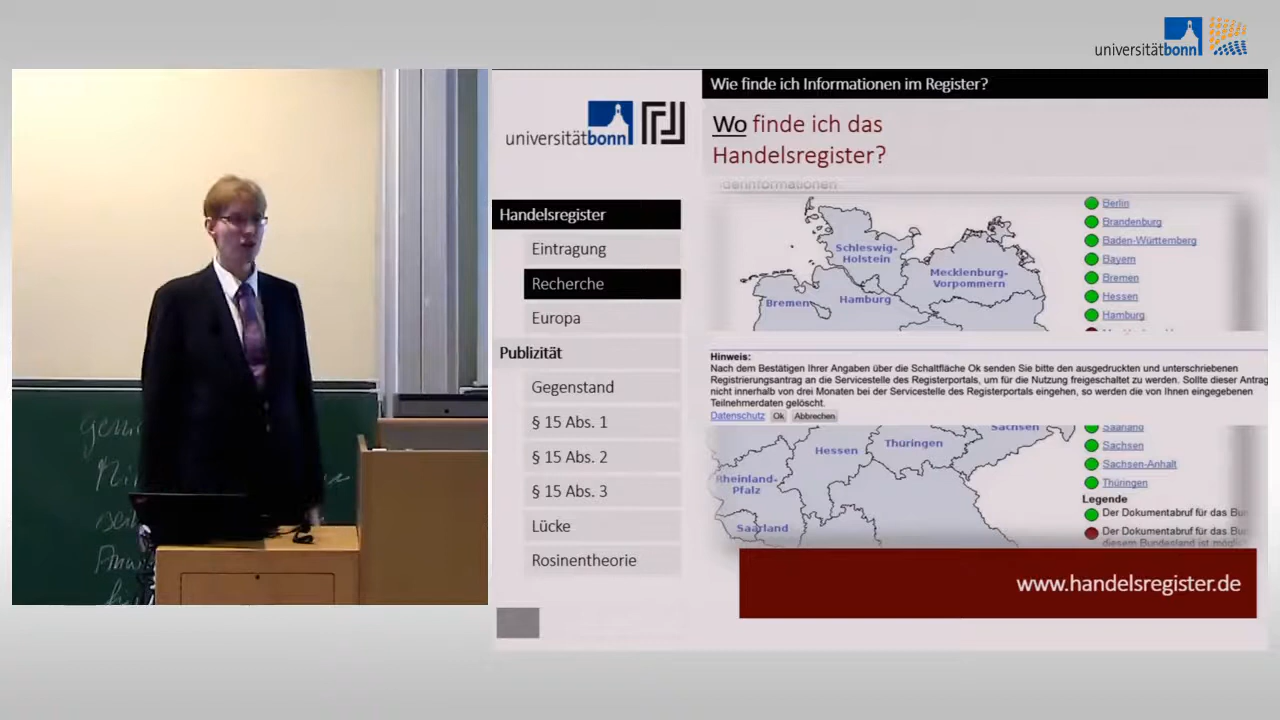 universitätbonn
universitätbonn
Wie finde ich Informationen im Register?
Wo finde ich das
Handelsregister?
Handelsregister
Eintragung
Recherche
Europa
Publizität
Gegenstand
§ 15 Abs. 1
§ 15 Abs. 2
§ 15 Abs. 3
Lücke
Rosinentheorie
Schleswig-
Holstein
Mecklenburg-
Vorpommern
Hamburg
Bremen
Berlin
Brandenburg
Baden-Württemberg
Bayern
Bremen
Hessen
Hamburg
Hinweis:
Nach dem Bestätigen Ihrer Angaben über die Schaltfläche Ok senden Sie bitte den ausgedruckten und unterschriebenen
Registrierungsantrag an die Servicestelle des Registerportals, um für die Nutzung freigeschaltet zu werden. Sollte dieser Antrag
nicht innerhalb von drei Monaten bei der Servicestelle des Registerportals eingehen, so werden die von Ihnen eingegebenen
Teilnehmerdaten gelöscht.
Datenschutz Ok Abbrechen
Sachsen
Thüringen
Hessen
Rheinland-
Pfalz
Saarland
Saarland
Sachsen
Sachsen-Anhalt
Thüringen
Legende
Der Dokumentabruf für das Bu
Der Dokumentabruf für das Bu
diesem Bundesland ist mögli
www.handelsregister.de